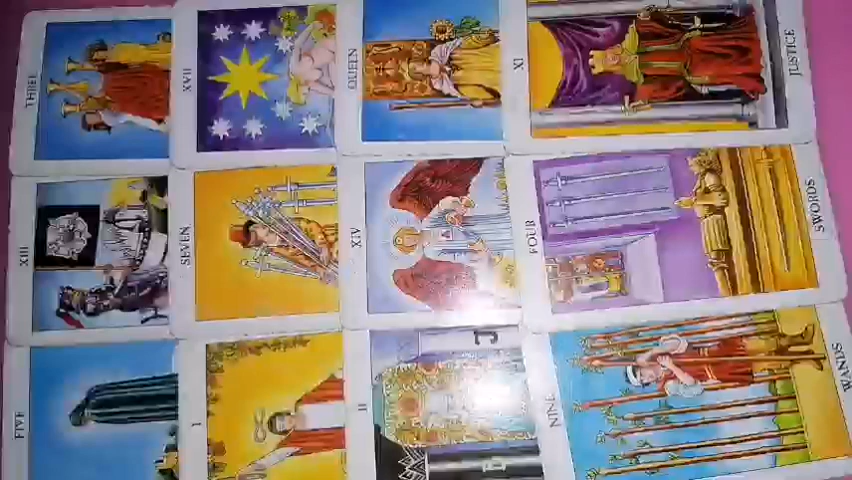 THREE
XVII
QUEEN
XI
JUSTICE
XIII
SEVEN
XIV
FOUR
SWORDS
FIVE
I
II
NINE
WANDS
B